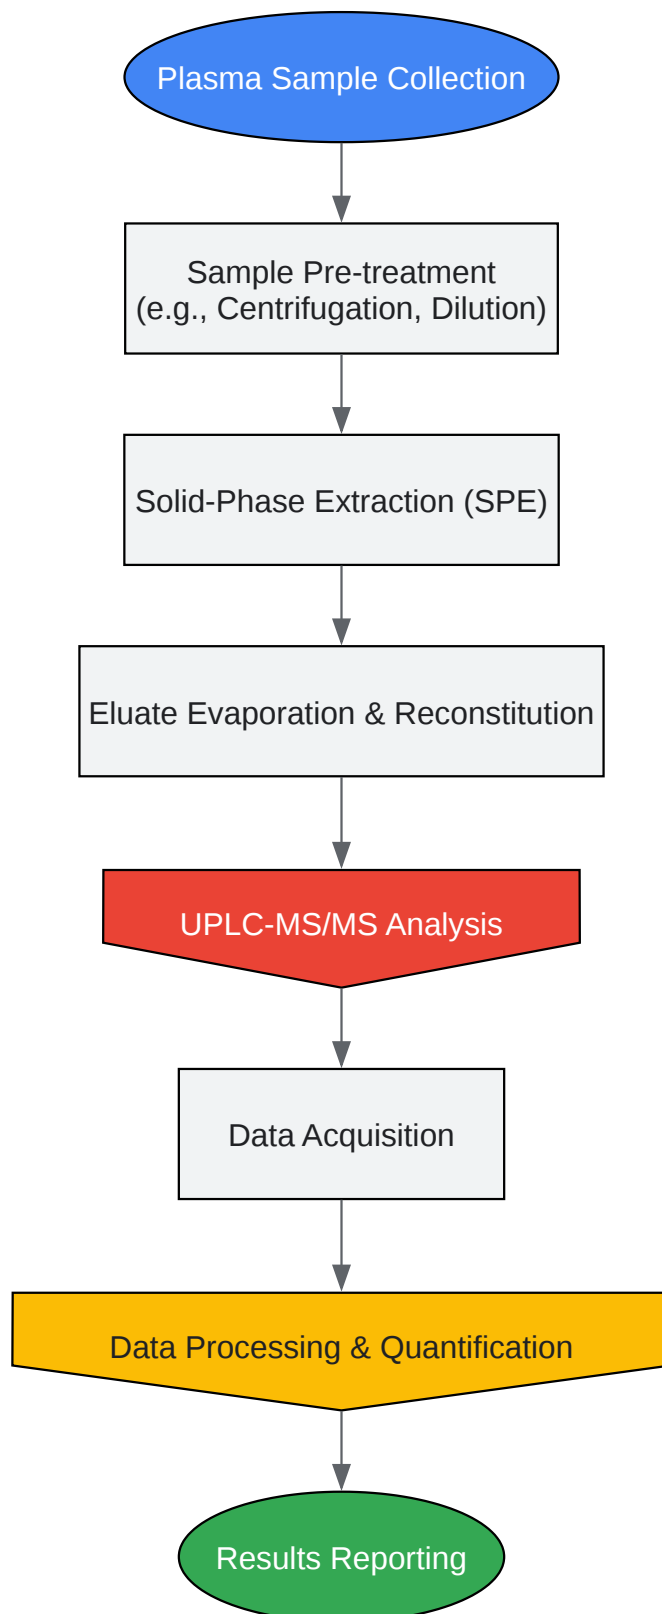 Plasma Sample Collection
Sample Pre-treatment
(e.g., Centrifugation, Dilution)
Solid-Phase Extraction (SPE)
Eluate Evaporation & Reconstitution
UPLC-MS/MS Analysis
Data Acquisition
Data Processing & Quantification
Results Reporting